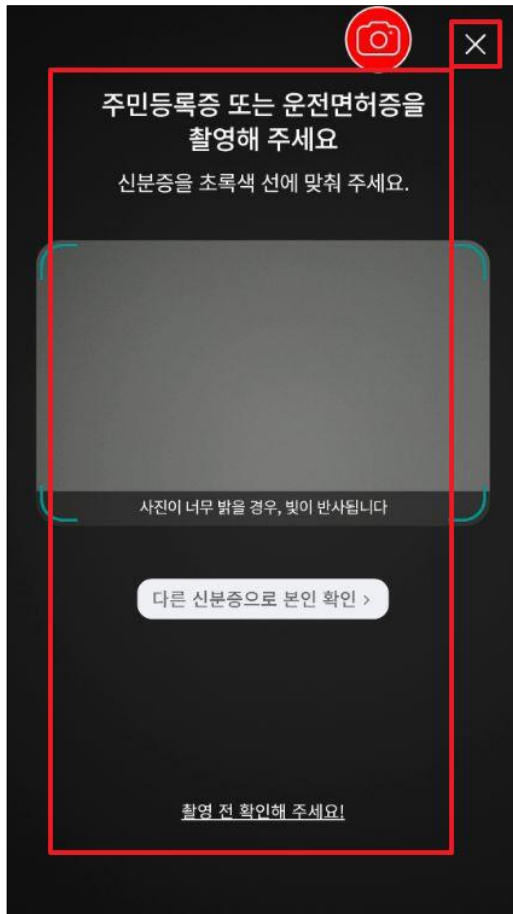 주민등록증 또는 운전면허증을
촬영해 주세요
신분증을 초록색 선에 맞춰 주세요.
사진이 너무 밝을 경우, 빛이 반사됩니다
다른 신분증으로 본인 확인 >
촬영 전 확인해 주세요!